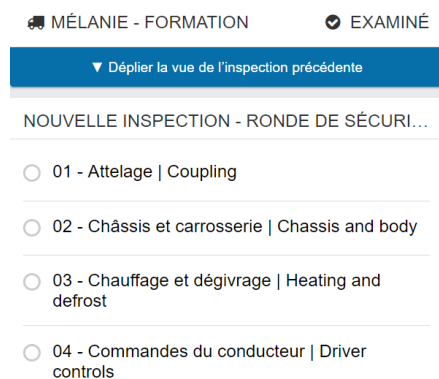 MÉLANIE - FORMATION EXAMINÉ
▼ Déplier la vue de l'inspection précédente
NOUVELLE INSPECTION - RONDE DE SÉCURI...
01 - Attelage | Coupling
02 - Châssis et carrosserie | Chassis and body
03 - Chauffage et dégivrage | Heating and
defrost
04 - Commandes du conducteur | Driver
controls